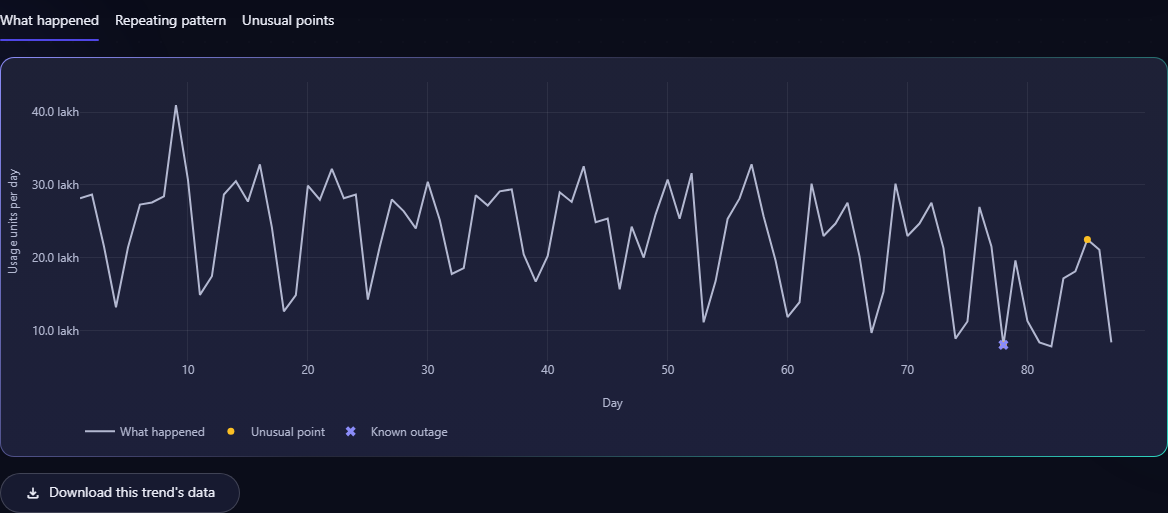 What happened Repeating pattern Unusual points
40.0 lakh
30.0 lakh
20.0 lakh
10.0 lakh
Usage units per day
10 20 30 40 50 60 70 80
Day
What happened Unusual point Known outage
Download this trend's data